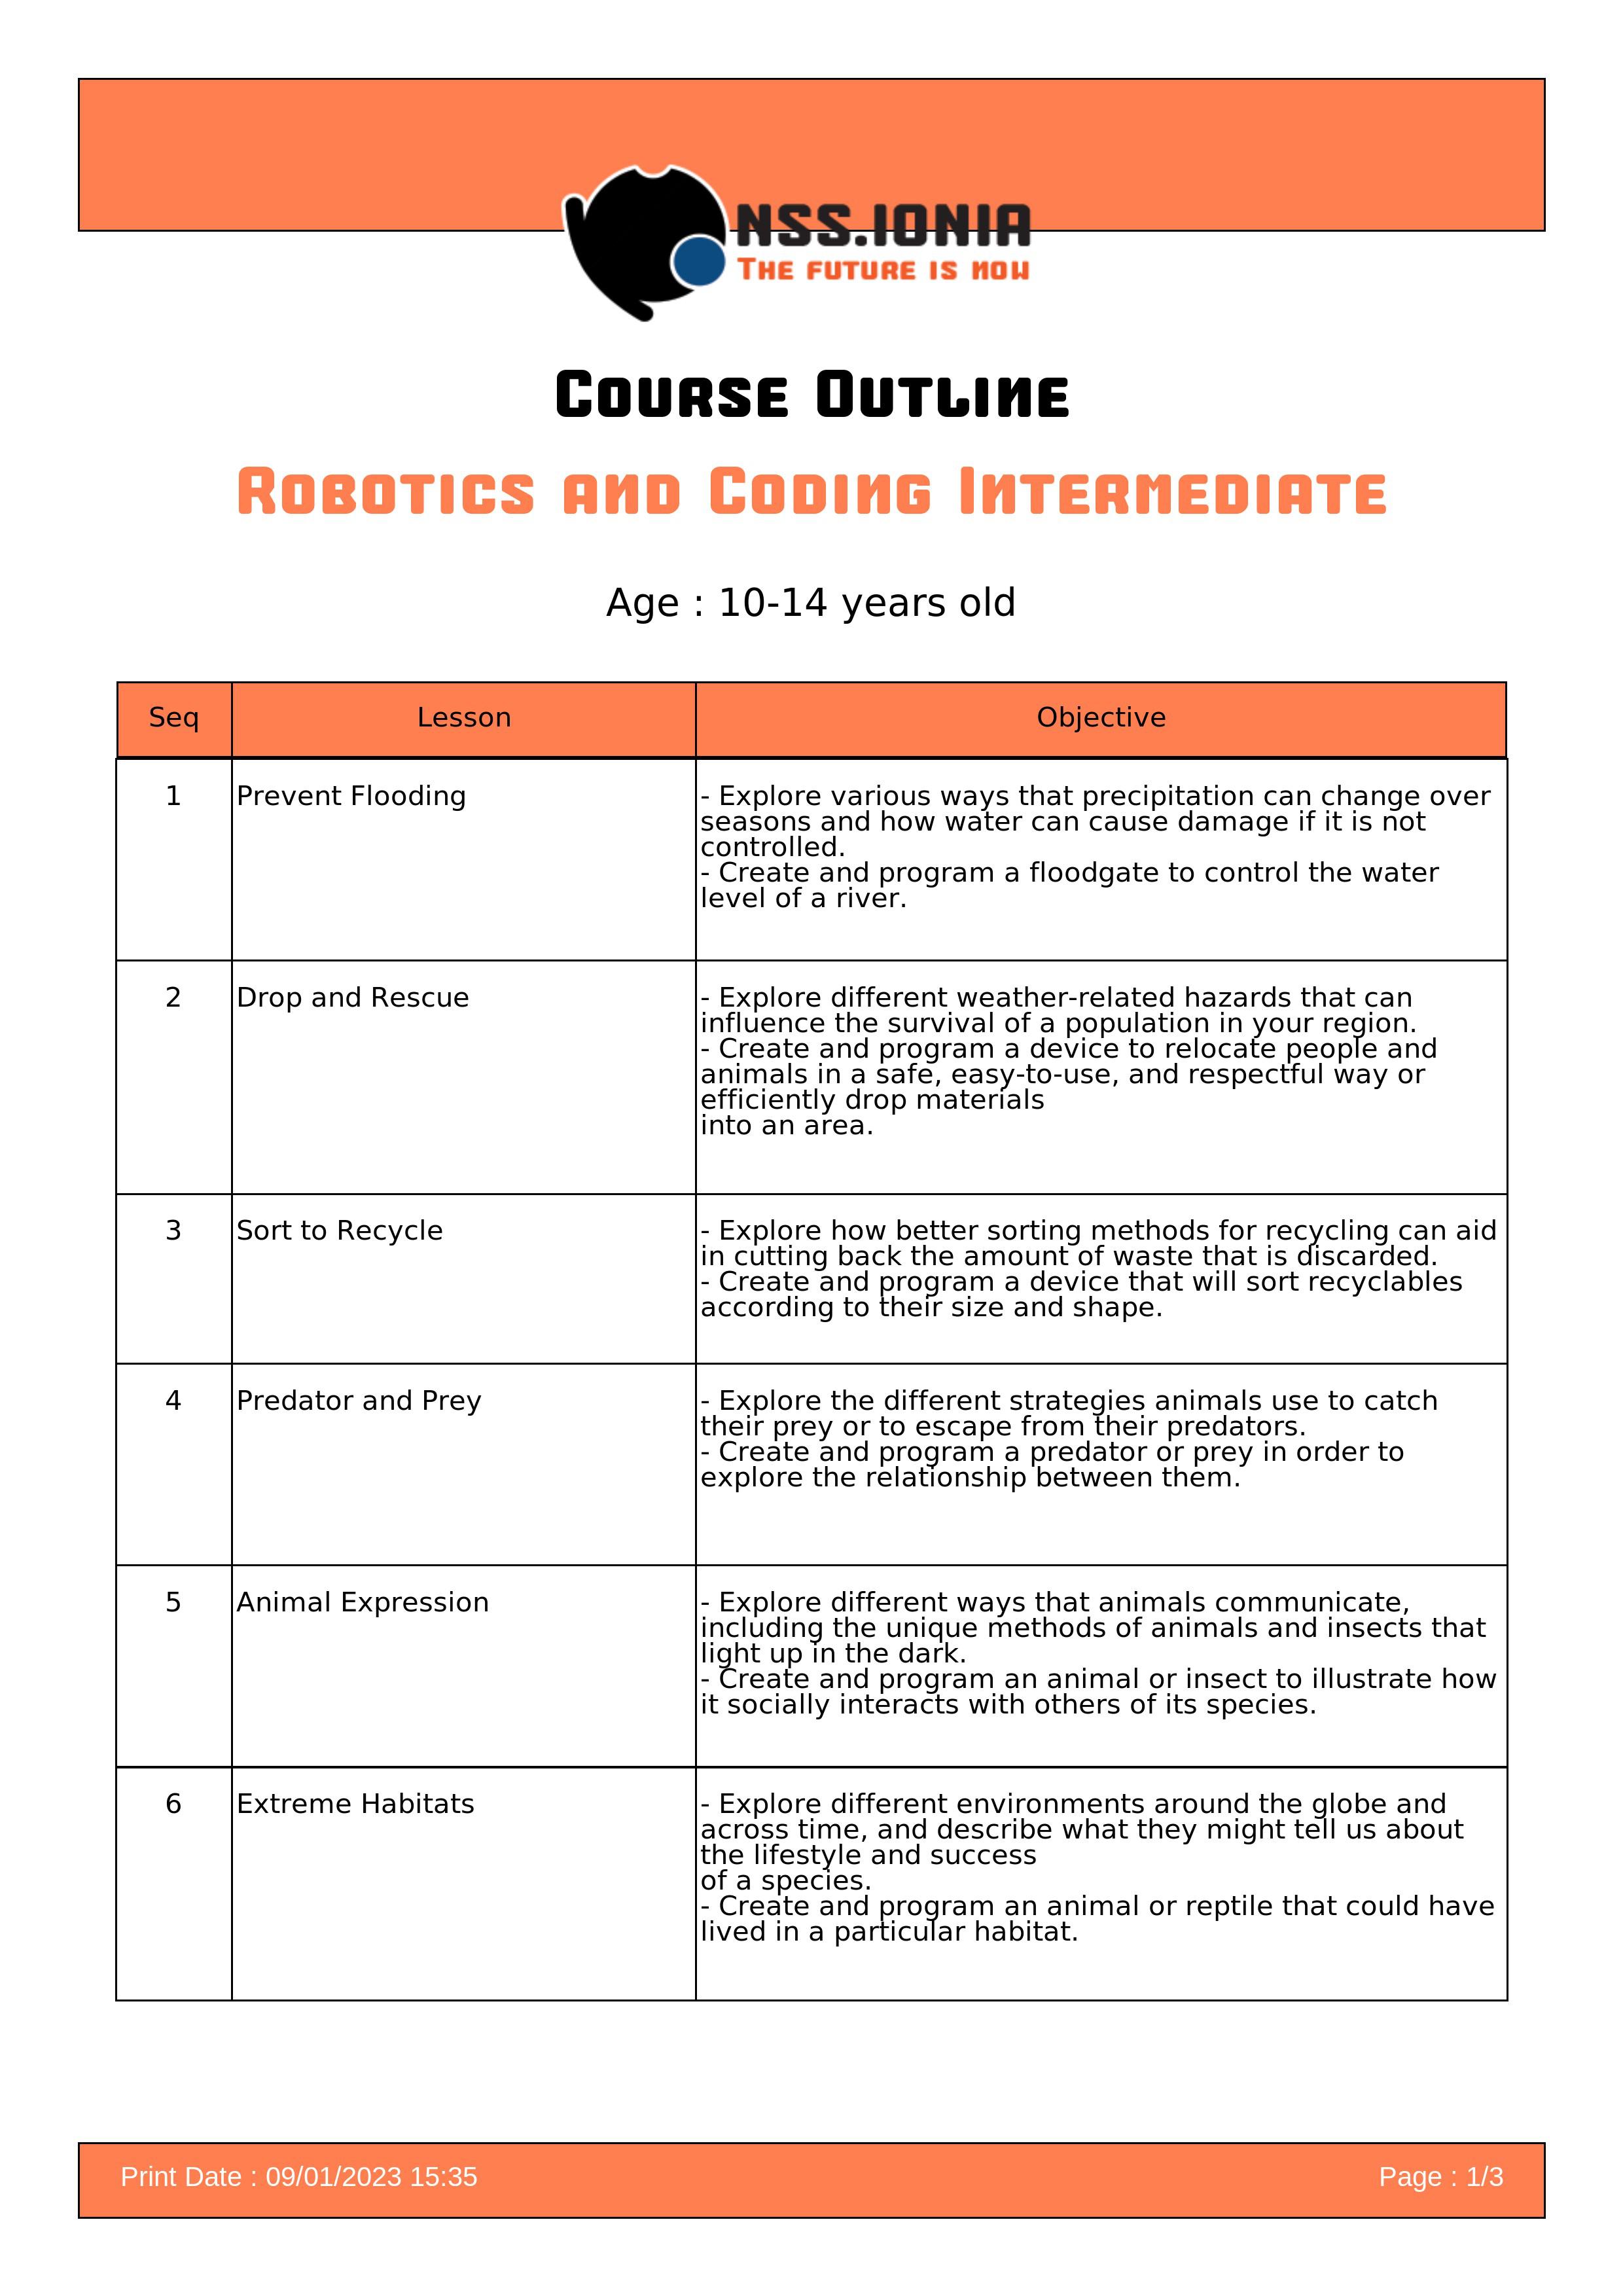 NSS.IONIA
The future is now
Course Outline
Robotics and Coding Intermediate
Age : 10-14 years old
Seq Lesson Objective
1 Prevent Flooding - Explore various ways that precipitation can change over
seasons and how water can cause damage if it is not
controlled.
- Create and program a floodgate to control the water
level of a river.
2 Drop and Rescue - Explore different weather-related hazards that can
influence the survival of a population in your region.
- Create and program a device to relocate people and
animals in a safe, easy-to-use, and respectful way or
efficiently drop materials
into an area.
3 Sort to Recycle - Explore how better sorting methods for recycling can aid
in cutting back the amount of waste that is discarded.
- Create and program a device that will sort recyclables
according to their size and shape.
4 Predator and Prey - Explore the different strategies animals use to catch
their prey or to escape from their predators.
- Create and program a predator or prey in order to
explore the relationship between them.
5 Animal Expression - Explore different ways that animals communicate,
including the unique methods of animals and insects that
light up in the dark.
- Create and program an animal or insect to illustrate how
it socially interacts with others of its species.
6 Extreme Habitats - Explore different environments around the globe and
across time, and describe what they might tell us about
the lifestyle and success
of a species.
- Create and program an animal or reptile that could have
lived in a particular habitat.
Print Date : 09/01/2023 15:35 Page : 1/3